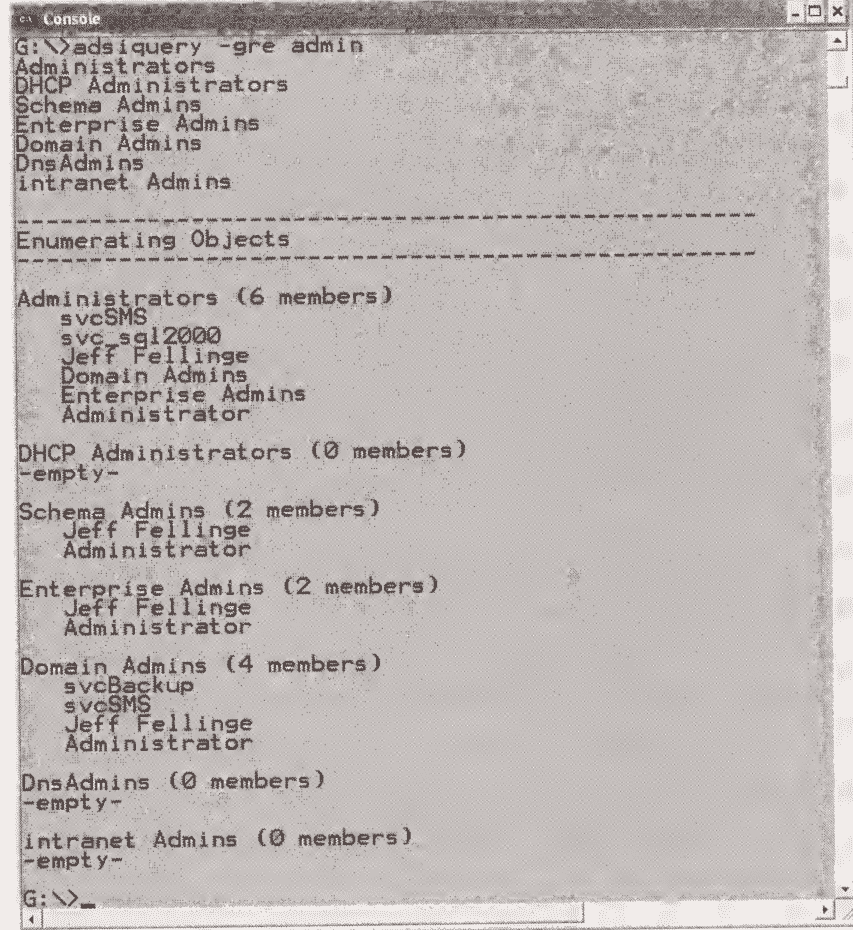 Console
G:\>adsiquery -gre admin
Administrators
DHCP Administrators
Schema Admins
Enterprise Admins
Domain Admins
DnsAdmins
intranet Admins
--------------------------------------------------
Enumerating Objects
--------------------------------------------------
Administrators (6 members)
svcSMS
svc_sql2000
Jeff Fellinge
Domain Admins
Enterprise Admins
Administrator
DHCP Administrators (0 members)
-empty-
Schema Admins (2 members)
Jeff Fellinge
Administrator
Enterprise Admins (2 members)
Jeff Fellinge
Administrator
Domain Admins (4 members)
svcBackup
svcSMS
Jeff Fellinge
Administrator
DnsAdmins (0 members)
-empty-
intranet Admins (0 members)
-empty-
G:\>_